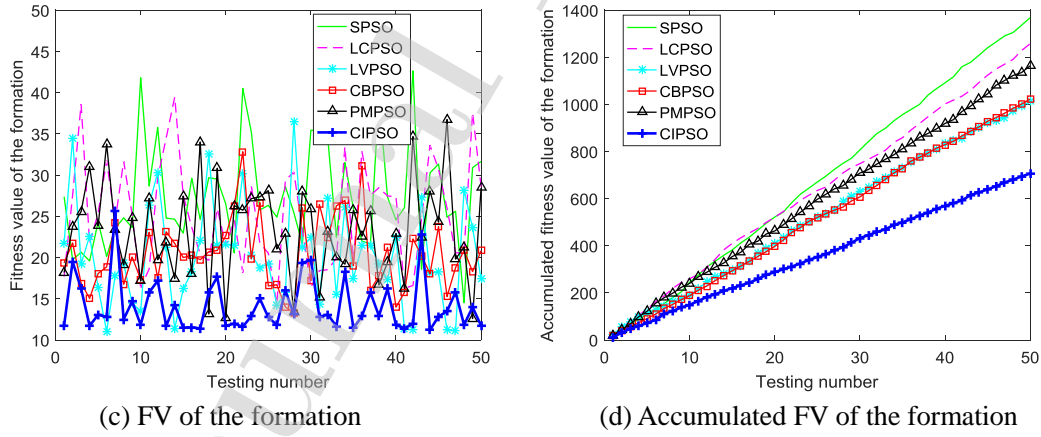 Fitness value of the formation
50
45
40
35
30
25
20
15
10
SPSO
LCPSO
LVPSO
CBPSO
PMPSO
CIPSO
0 10 20 30 40 50
Testing number
(c) FV of the formation
Accumulated fitness value of the formation
1400
1200
1000
800
600
400
200
0
SPSO
LCPSO
LVPSO
CBPSO
PMPSO
CIPSO
0 10 20 30 40 50
Testing number
(d) Accumulated FV of the formation